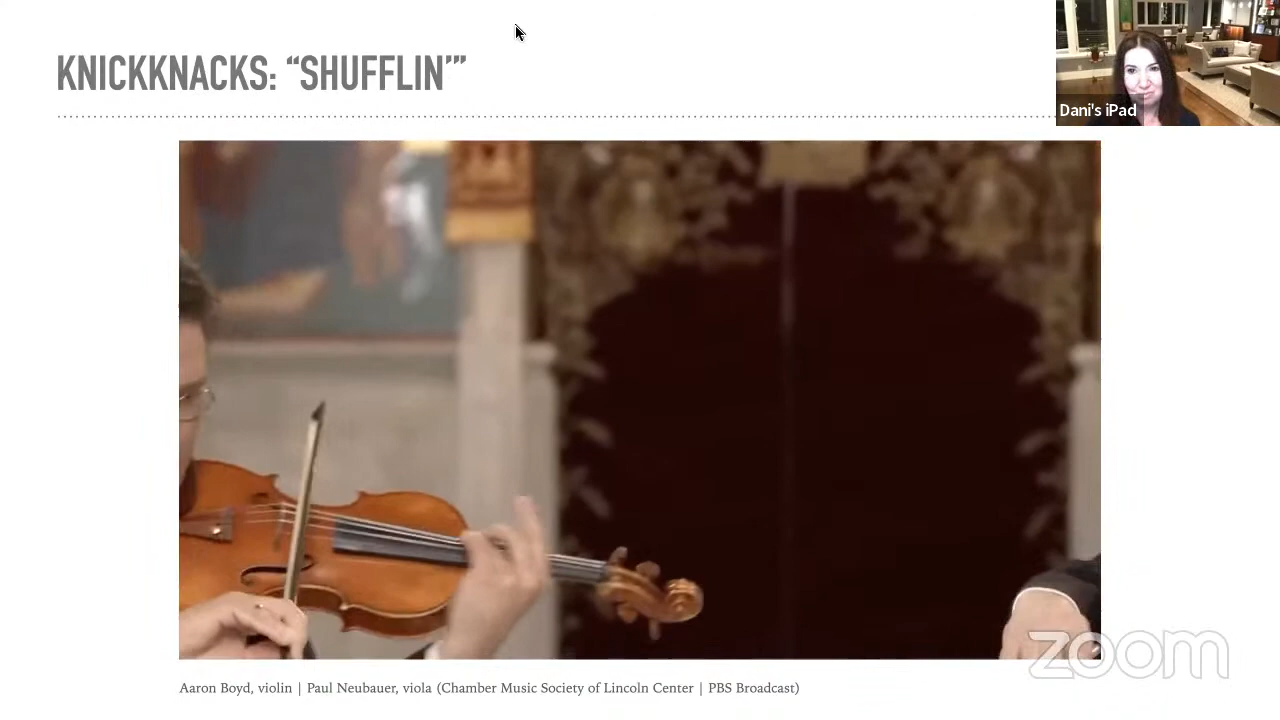 KNICKKNACKS: “SHUFFLIN’”
Dani's iPad
zoom
Aaron Boyd, violin | Paul Neubauer, viola (Chamber Music Society of Lincoln Center | PBS Broadcast)